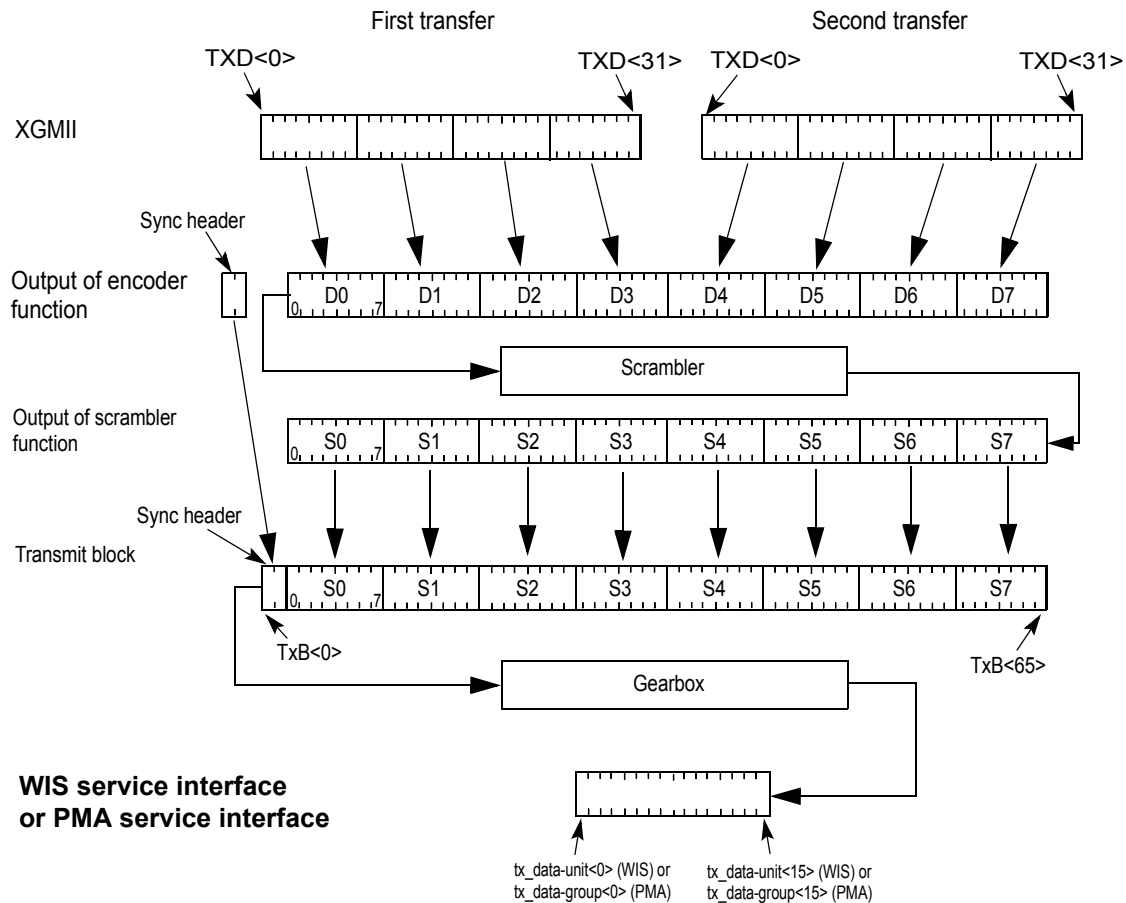 First transfer
Second transfer
TXD<0>
TXD<31>
TXD<0>
TXD<31>
XGMII
Sync header
Output of encoder
function
D0
D1
D2
D3
D4
D5
D6
D7
0
7
Scrambler
Output of scrambler
function
S0
S1
S2
S3
S4
S5
S6
S7
0
7
Sync header
Transmit block
S0
S1
S2
S3
S4
S5
S6
S7
0
7
TxB<0>
TxB<65>
Gearbox
WIS service interface
or PMA service interface
tx_data-unit<0> (WIS) or
tx_data-group<0> (PMA)
tx_data-unit<15> (WIS) or
tx_data-group<15> (PMA)